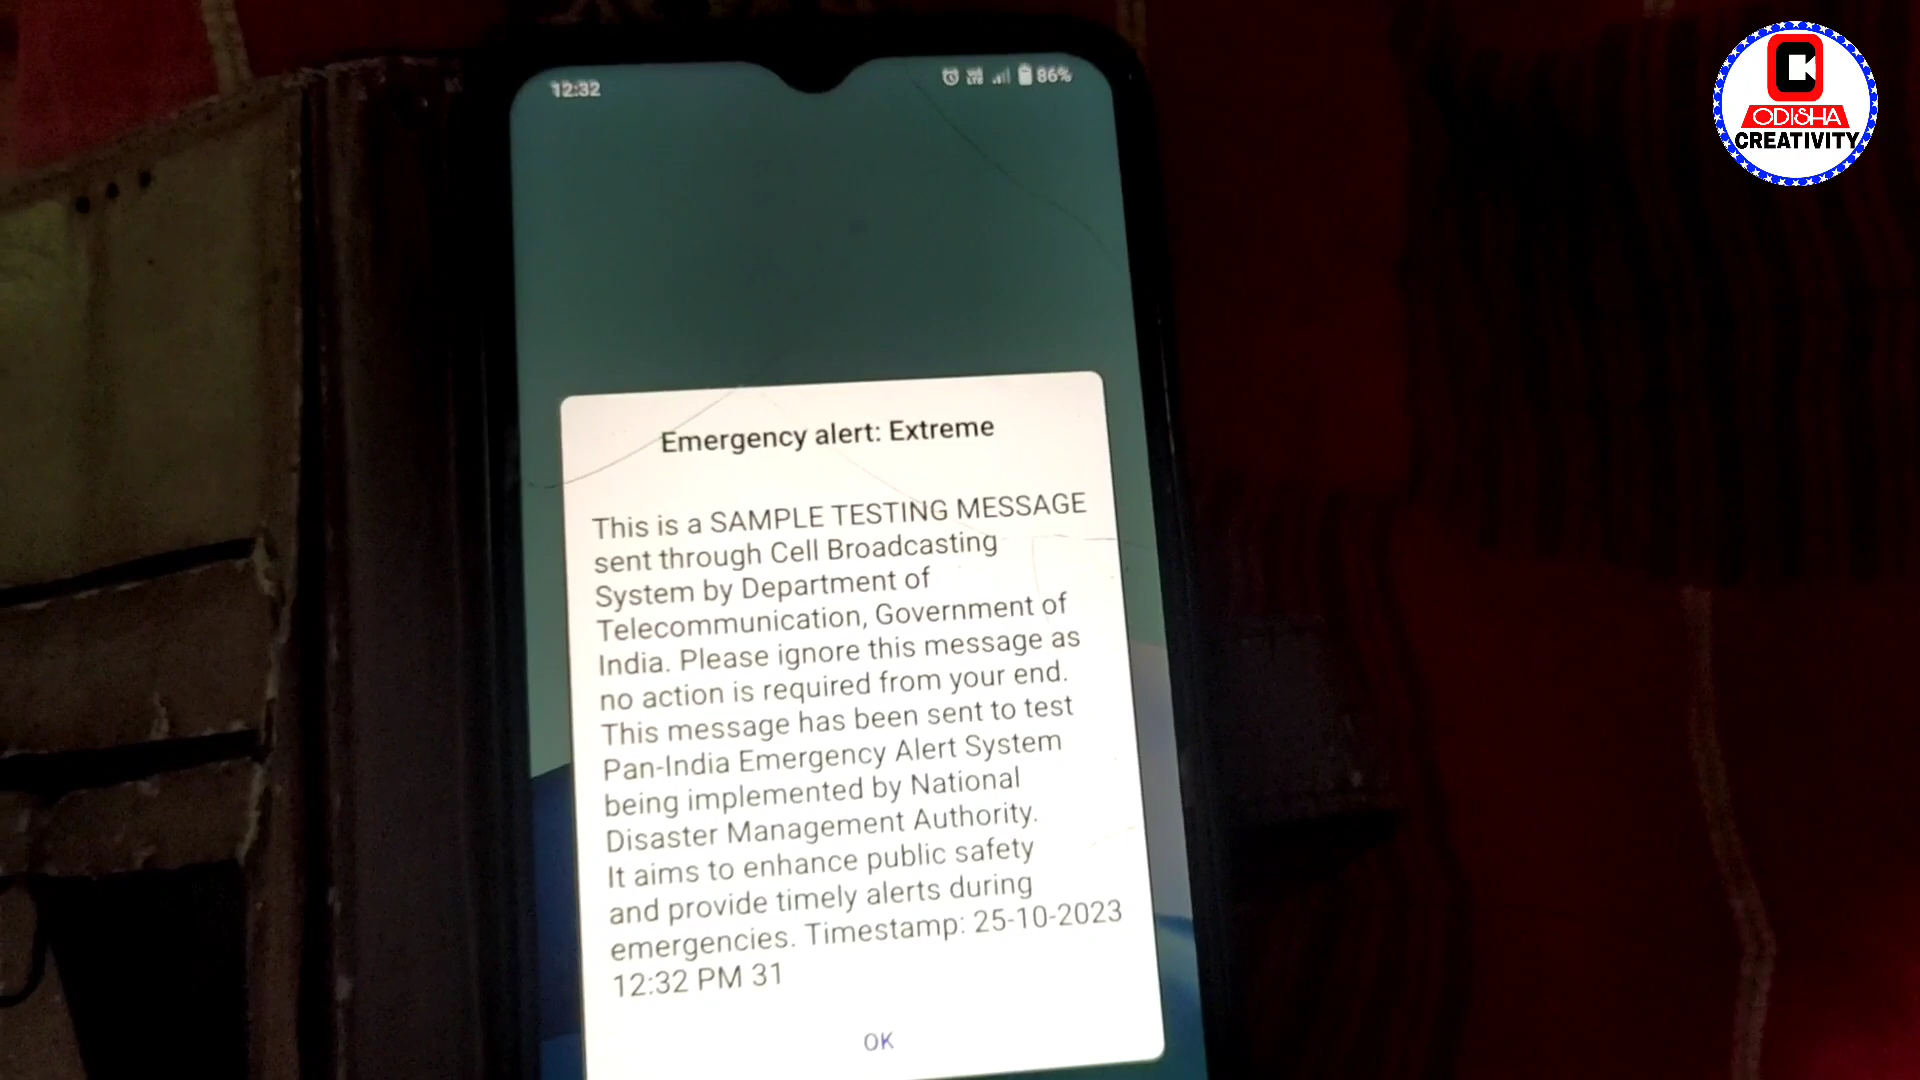 12:32
VoLTE 86%
ODISHA
CREATIVITY
Emergency alert: Extreme
This is a SAMPLE TESTING MESSAGE
sent through Cell Broadcasting
System by Department of
Telecommunication, Government of
India. Please ignore this message as
no action is required from your end.
This message has been sent to test
Pan-India Emergency Alert System
being implemented by National
Disaster Management Authority.
It aims to enhance public safety
and provide timely alerts during
emergencies. Timestamp: 25-10-2023
12:32 PM 31
OK